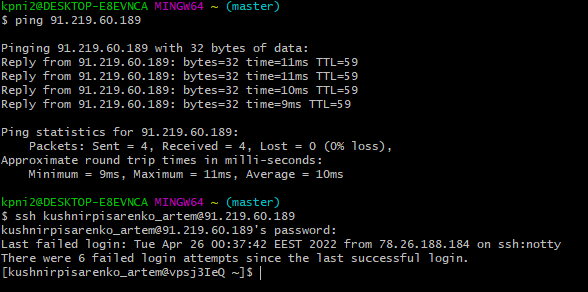 kpni2@DESKTOP-E8EVNCA MINGW64 ~ (master)
$ ping 91.219.60.189
Pinging 91.219.60.189 with 32 bytes of data:
Reply from 91.219.60.189: bytes=32 time=11ms TTL=59
Reply from 91.219.60.189: bytes=32 time=11ms TTL=59
Reply from 91.219.60.189: bytes=32 time=10ms TTL=59
Reply from 91.219.60.189: bytes=32 time=9ms TTL=59
Ping statistics for 91.219.60.189:
    Packets: Sent = 4, Received = 4, Lost = 0 (0% loss),
Approximate round trip times in milli-seconds:
    Minimum = 9ms, Maximum = 11ms, Average = 10ms
kpni2@DESKTOP-E8EVNCA MINGW64 ~ (master)
$ ssh kushnirpisarenko_artem@91.219.60.189
kushnirpisarenko_artem@91.219.60.189's password:
Last failed login: Tue Apr 26 00:37:42 EEST 2022 from 78.26.188.184 on ssh:notty
There were 6 failed login attempts since the last successful login.
[kushnirpisarenko_artem@vpsj3IeQ ~]$